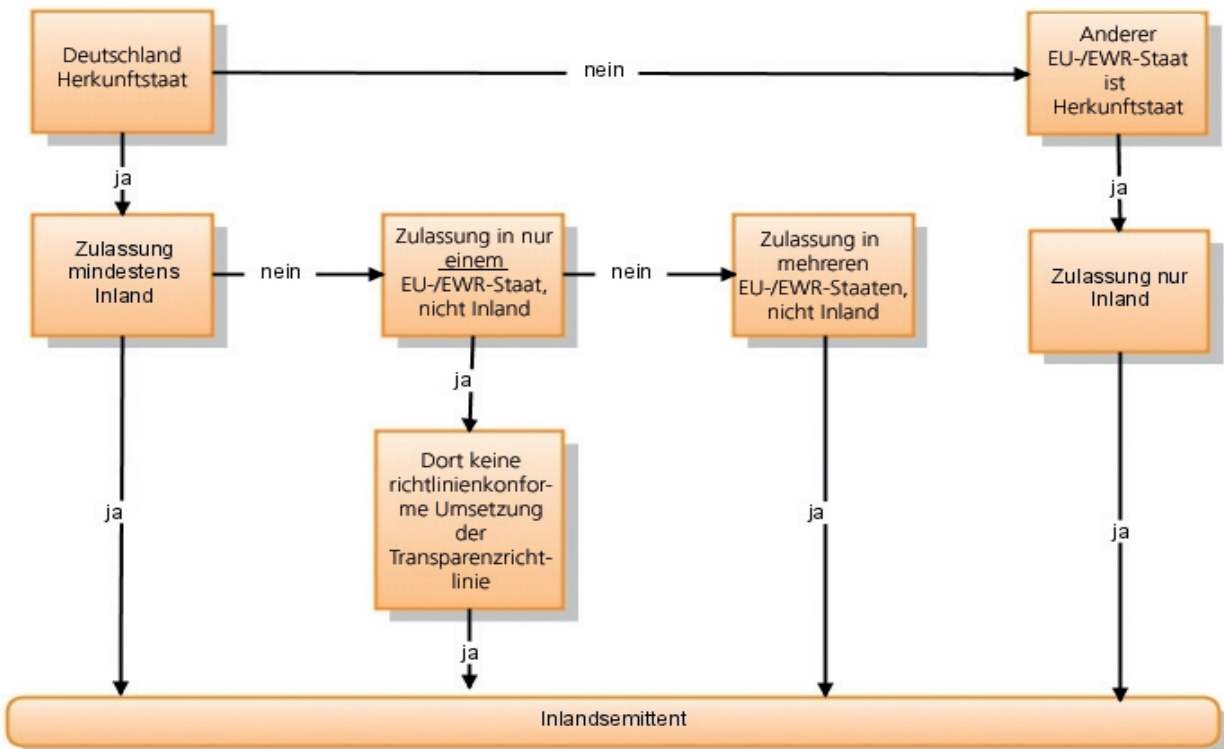 Deutschland
Herkunftstaat
nein
Anderer
EU-/EWR-Staat
ist
Herkunftstaat
ja
ja
Zulassung
mindestens
Inland
nein
Zulassung in nur
einem
EU-/EWR-Staat,
nicht Inland
nein
Zulassung in
mehreren
EU-/EWR-Staaten,
nicht Inland
Zulassung nur
Inland
ja
Dort keine
richtlinienkonfor-
me Umsetzung
der
Transparenzricht-
linie
ja
ja
ja
ja
Inlandsemittent